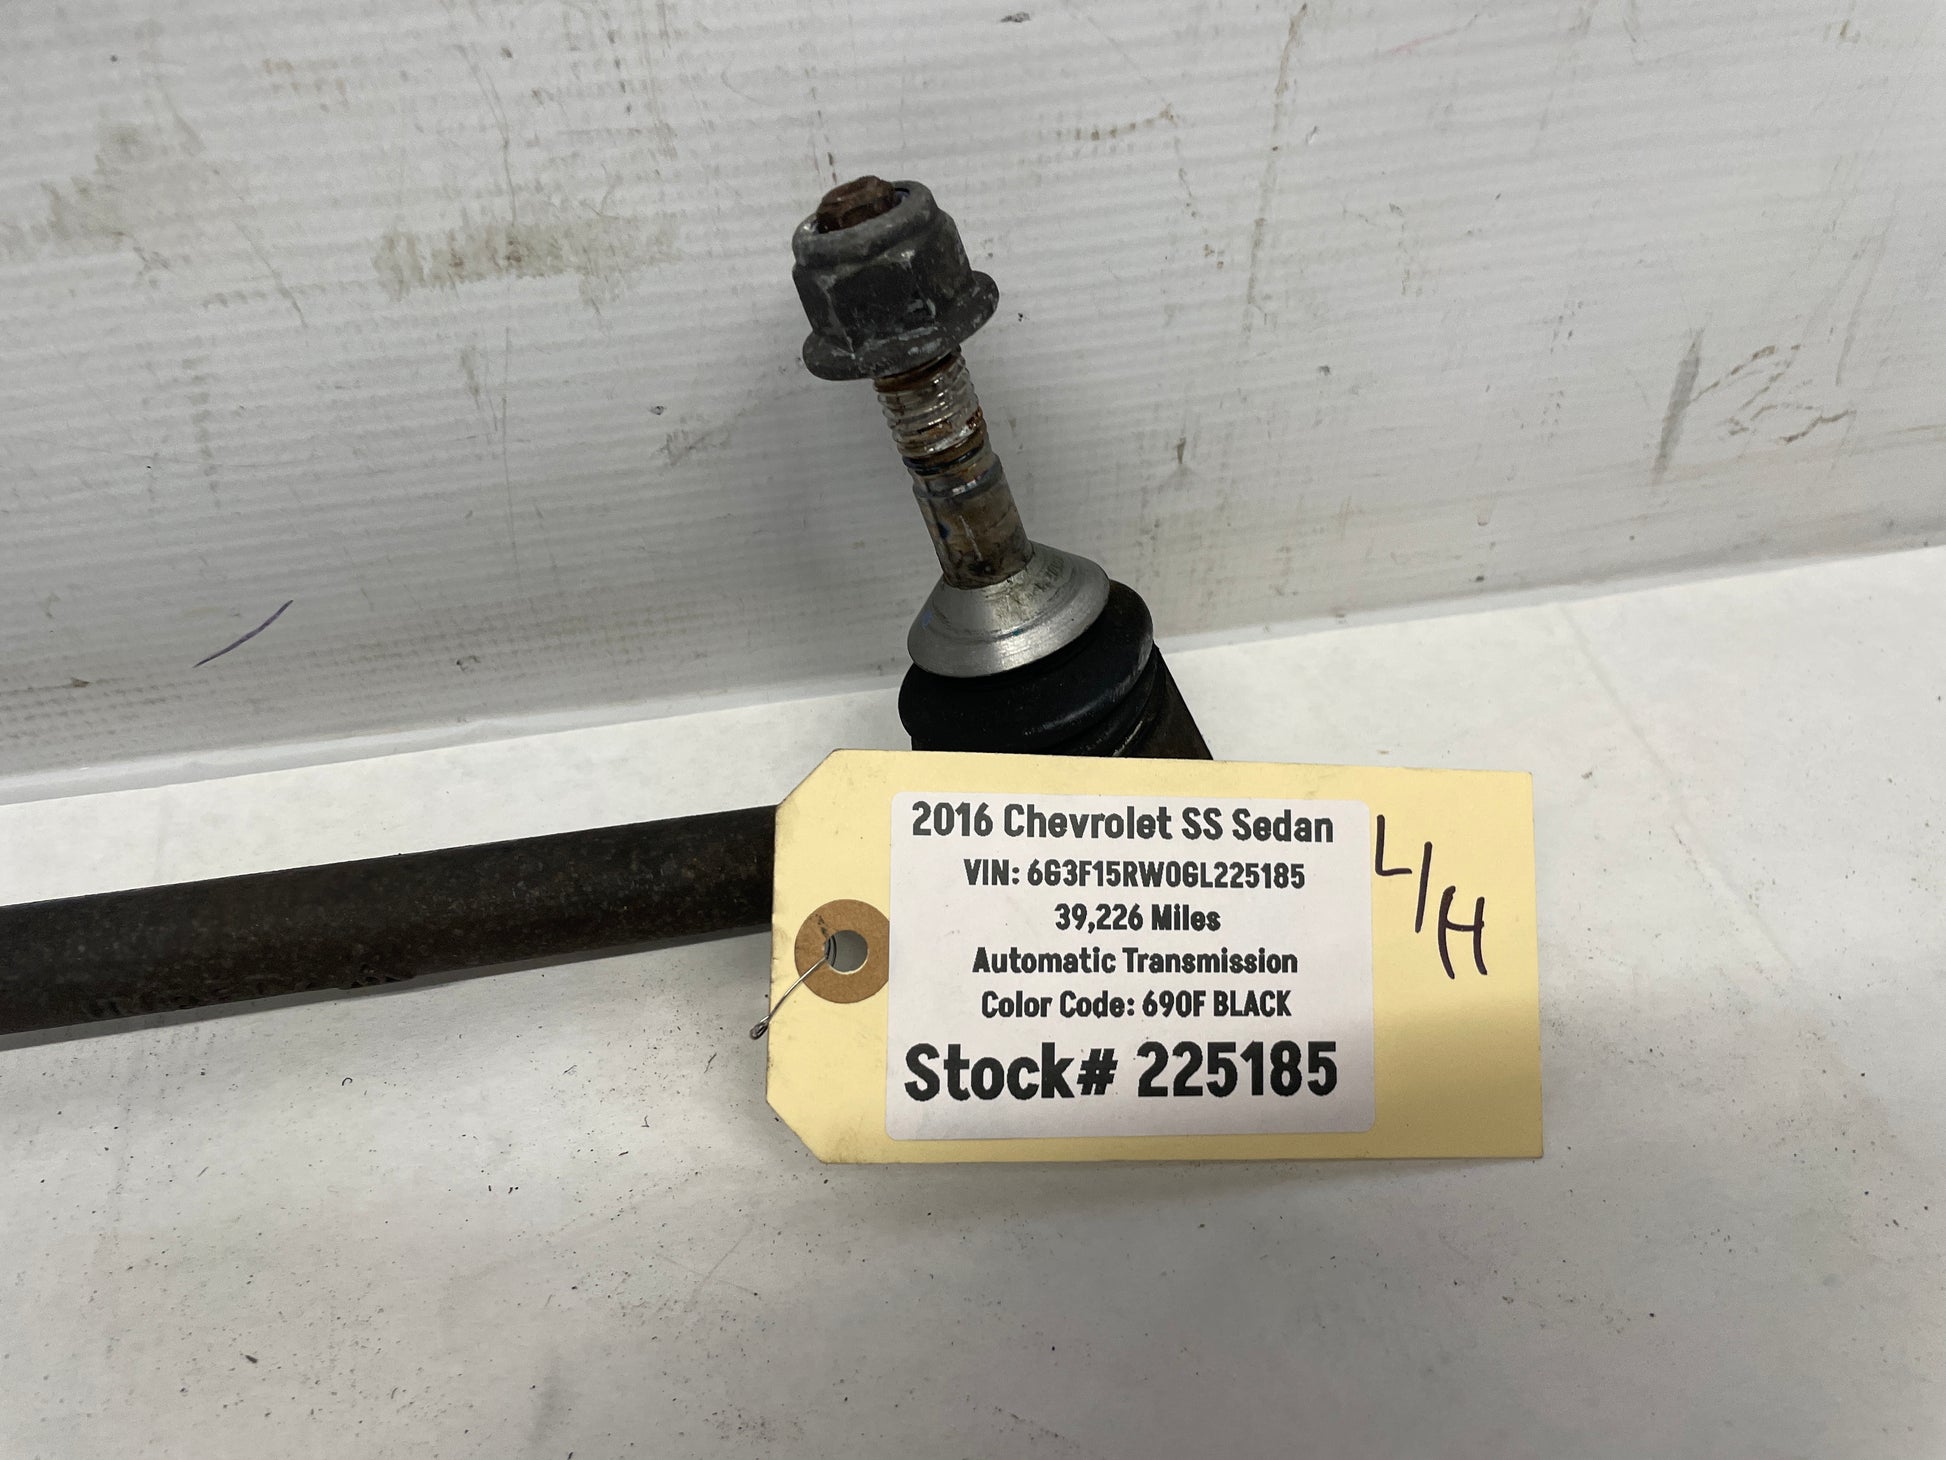 2016 Chevrolet SS Sedan
VIN: 6G3F15RW0GL225185
39,226 Miles
Automatic Transmission
Color Code: 690F BLACK
Stock# 225185
L/H